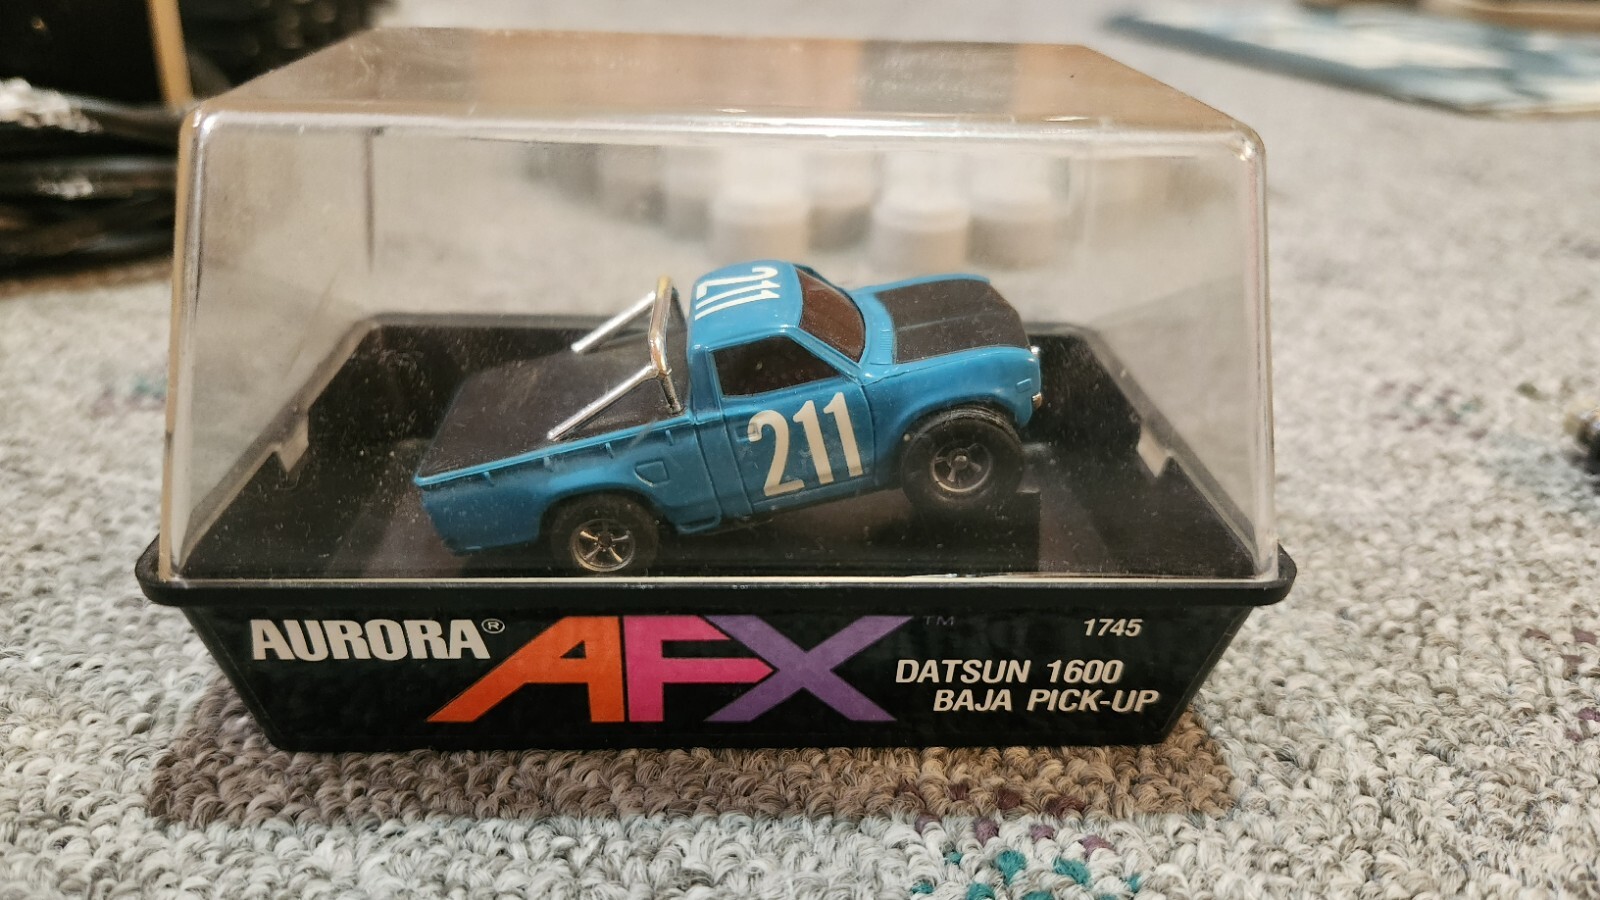 211
211
AURORA® AFX™
1745
DATSUN 1600
BAJA PICK-UP